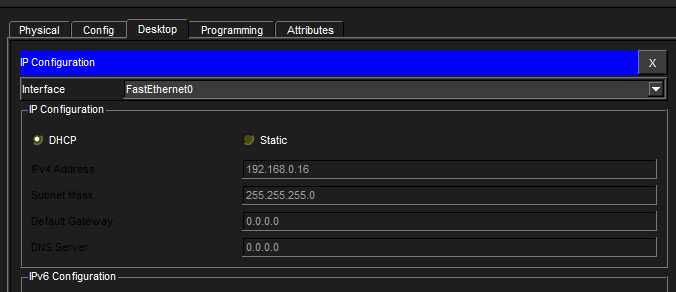 Physical Config Desktop Programming Attributes
IP Configuration X
Interface FastEthernet0
IP Configuration
DHCP Static
IPv4 Address 192.168.0.16
Subnet Mask 255.255.255.0
Default Gateway 0.0.0.0
DNS Server 0.0.0.0
IPv6 Configuration